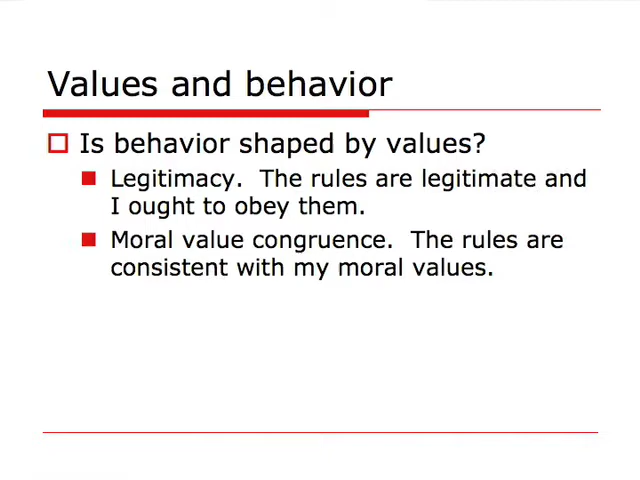 Values and behavior
Is behavior shaped by values?
Legitimacy.  The rules are legitimate and
I ought to obey them.
Moral value congruence.  The rules are
consistent with my moral values.